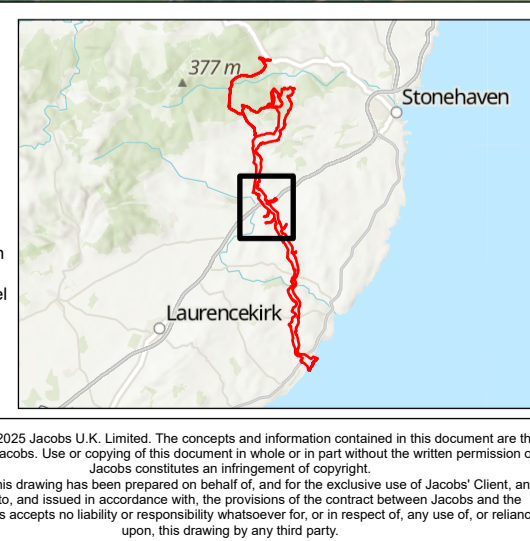 377 m
Stonehaven
Laurencekirk
2025 Jacobs U.K. Limited. The concepts and information contained in this document are th
acobs. Use or copying of this document in whole or in part without the written permission o
Jacobs constitutes an infringement of copyright.
his drawing has been prepared on behalf of, and for the exclusive use of Jacobs' Client, an
to, and issued in accordance with, the provisions of the contract between Jacobs and the
s accepts no liability or responsibility whatsoever for, or in respect of, any use of, or relianc
upon, this drawing by any third party.